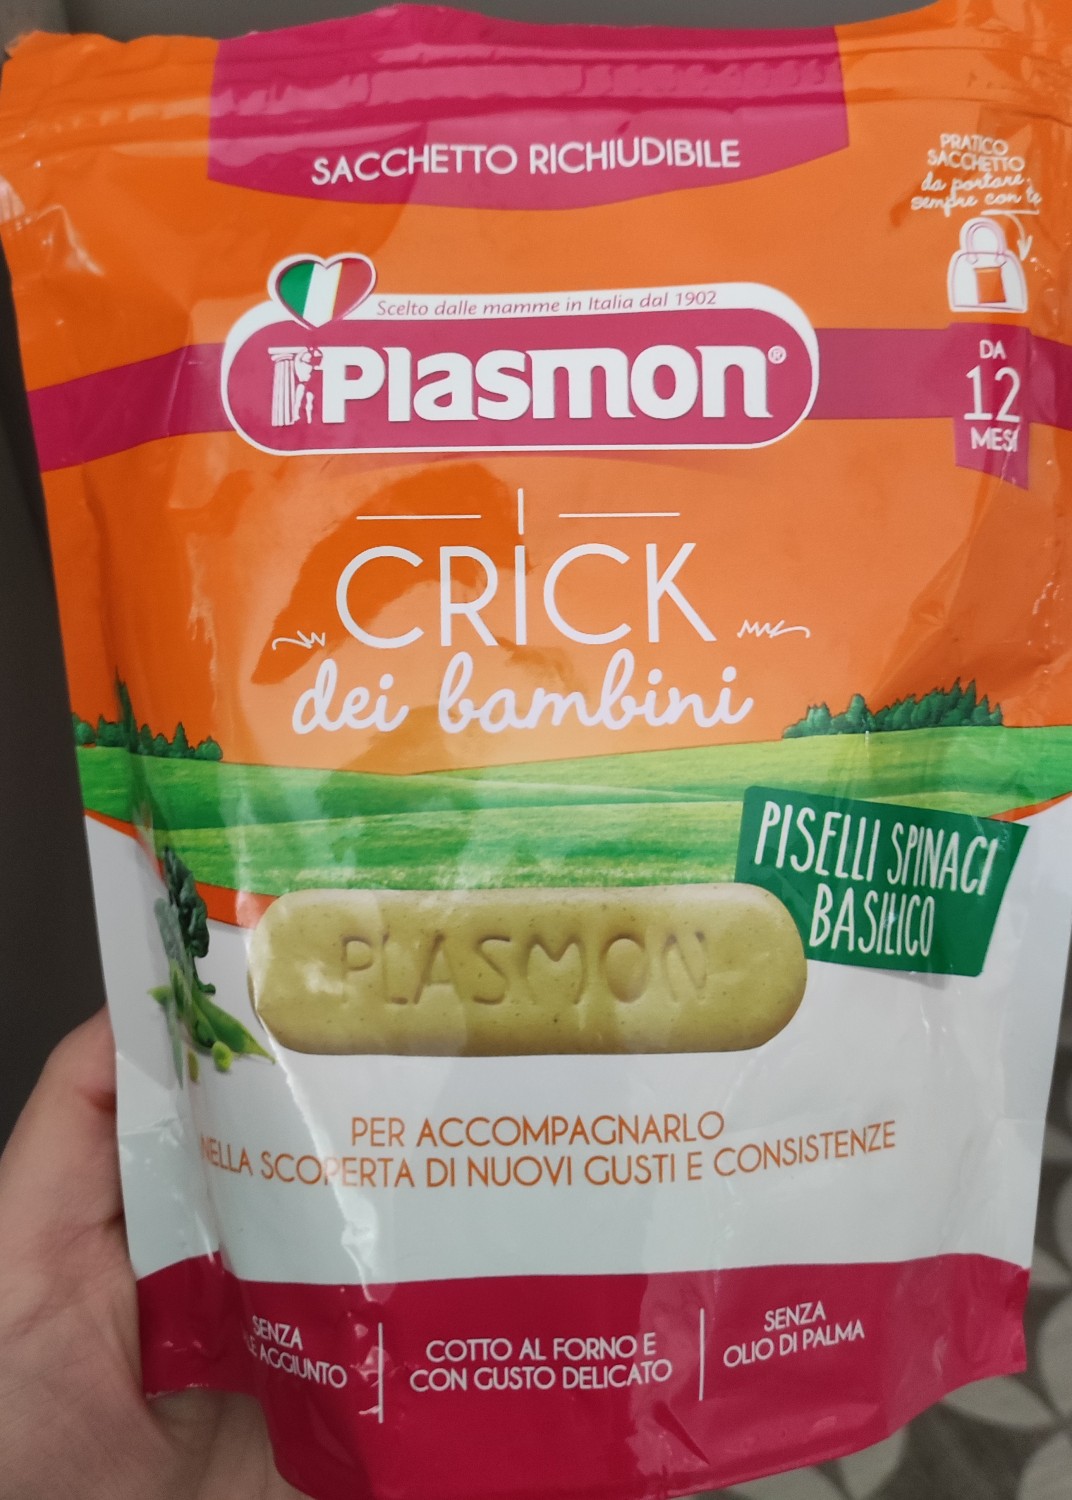 SACCHETTO RICHIUDIBILE
PRATICO
SACCHETTO
da portare
sempre con te
Scelto dalle mamme in Italia dal 1902
Plasmon®
DA
12
MESI
I
CRICK
dei bambini
PISELLI SPINACI
BASILICO
PLASMON
PER ACCOMPAGNARLO
NELLA SCOPERTA DI NUOVI GUSTI E CONSISTENZE
SENZA
AGGIUNTO
COTTO AL FORNO E
CON GUSTO DELICATO
SENZA
OLIO DI PALMA